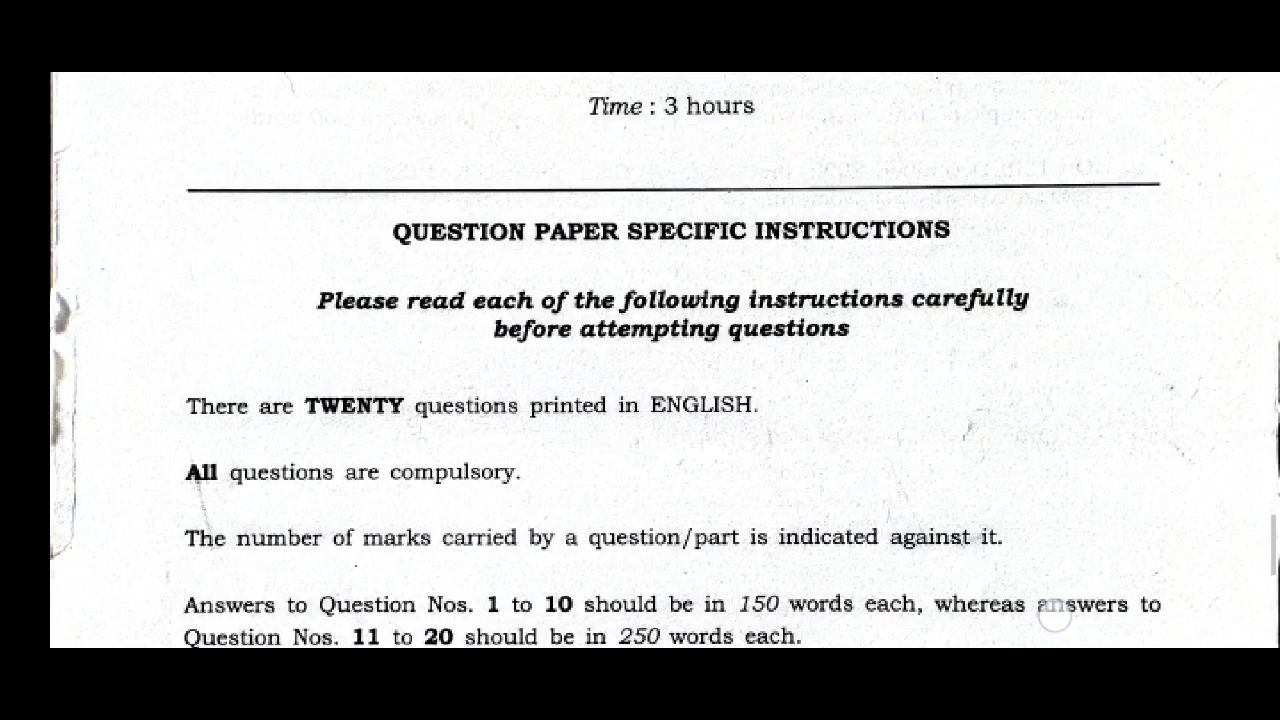 Time : 3 hours
QUESTION PAPER SPECIFIC INSTRUCTIONS
Please read each of the following instructions carefully
before attempting questions
There are TWENTY questions printed in ENGLISH.
All questions are compulsory.
The number of marks carried by a question/part is indicated against it.
Answers to Question Nos. 1 to 10 should be in 150 words each, whereas answers to
Question Nos. 11 to 20 should be in 250 words each.